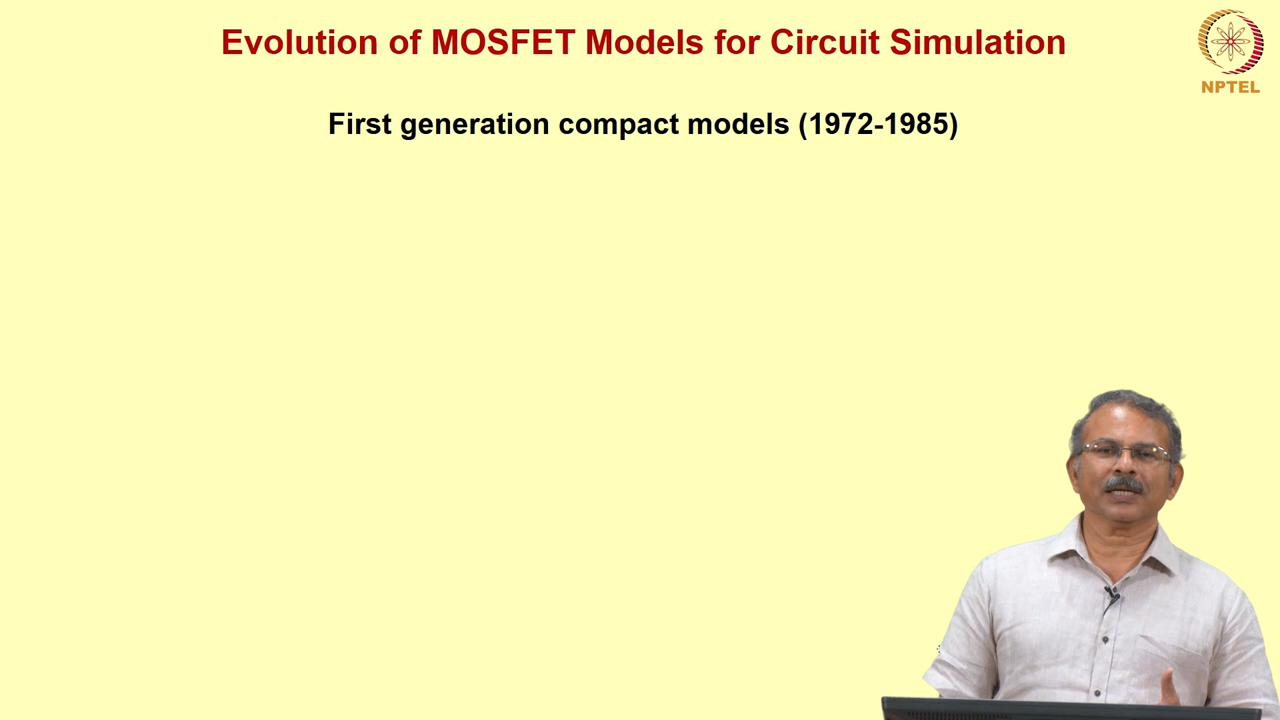 Evolution of MOSFET Models for Circuit Simulation
NPTEL
First generation compact models (1972-1985)